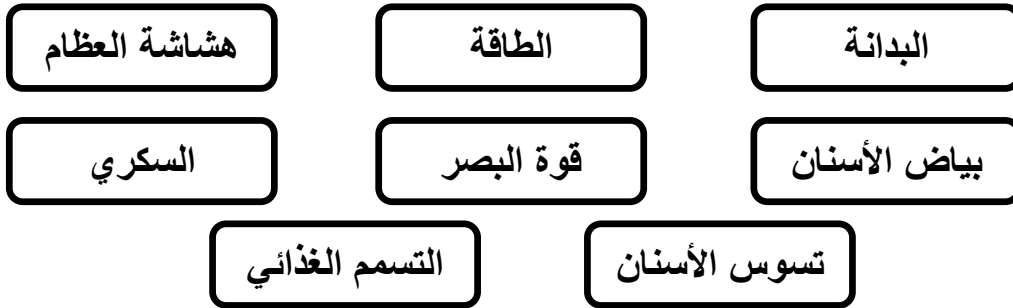 البدانة
الطاقة
هشاشة العظام
بياض الأسنان
قوة البصر
السكري
تسوس الأسنان
التسمم الغذائي